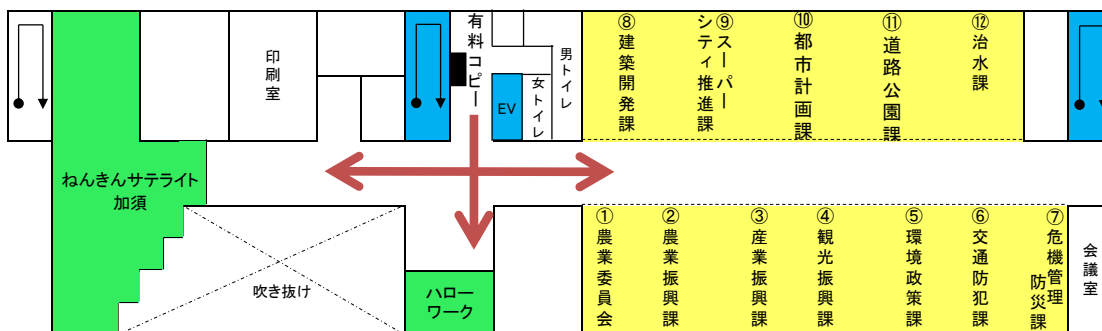 印刷室
有料コピー
EV
女トイレ
男トイレ
⑧建築開発課
⑨スーパー
シティ推進課
⑩都市計画課
⑪道路公園課
⑫治水課
ねんきんサテライト
加須
吹き抜け
ハロー
ワーク
①農業委員会
②農業振興課
③産業振興課
④観光振興課
⑤環境政策課
⑥交通防犯課
⑦危機管理
防災課
会議室